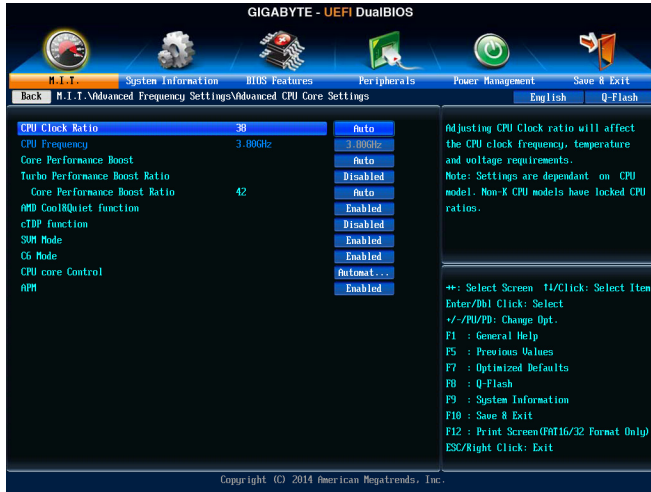 GIGABYTE - UEFI DualBIOS
M.I.T. System Information BIOS Features Peripherals Power Management Save & Exit
Back M.I.T.\Advanced Frequency Settings\Advanced CPU Core Settings English Q-Flash
CPU Clock Ratio 38 Auto
CPU Frequency 3.80GHz 3.80GHz
Core Performance Boost Auto
Turbo Performance Boost Ratio Disabled
Core Performance Boost Ratio 42 Auto
AMD Cool&Quiet function Enabled
cTDP function Disabled
SVM Mode Enabled
C6 Mode Enabled
CPU core Control Automat...
APM Enabled
Adjusting CPU Clock ratio will affect
the CPU clock frequency, temperature
and voltage requirements.
Note: Settings are dependant on CPU
model. Non-K CPU models have locked CPU
ratios.
→←: Select Screen ↑↓/Click: Select Item
Enter/Dbl Click: Select
+/-/PU/PD: Change Opt.
F1 : General Help
F5 : Previous Values
F7 : Optimized Defaults
F8 : Q-Flash
F9 : System Information
F10 : Save & Exit
F12 : Print Screen(FAT16/32 Format Only)
ESC/Right Click: Exit
Copyright (C) 2014 American Megatrends, Inc.